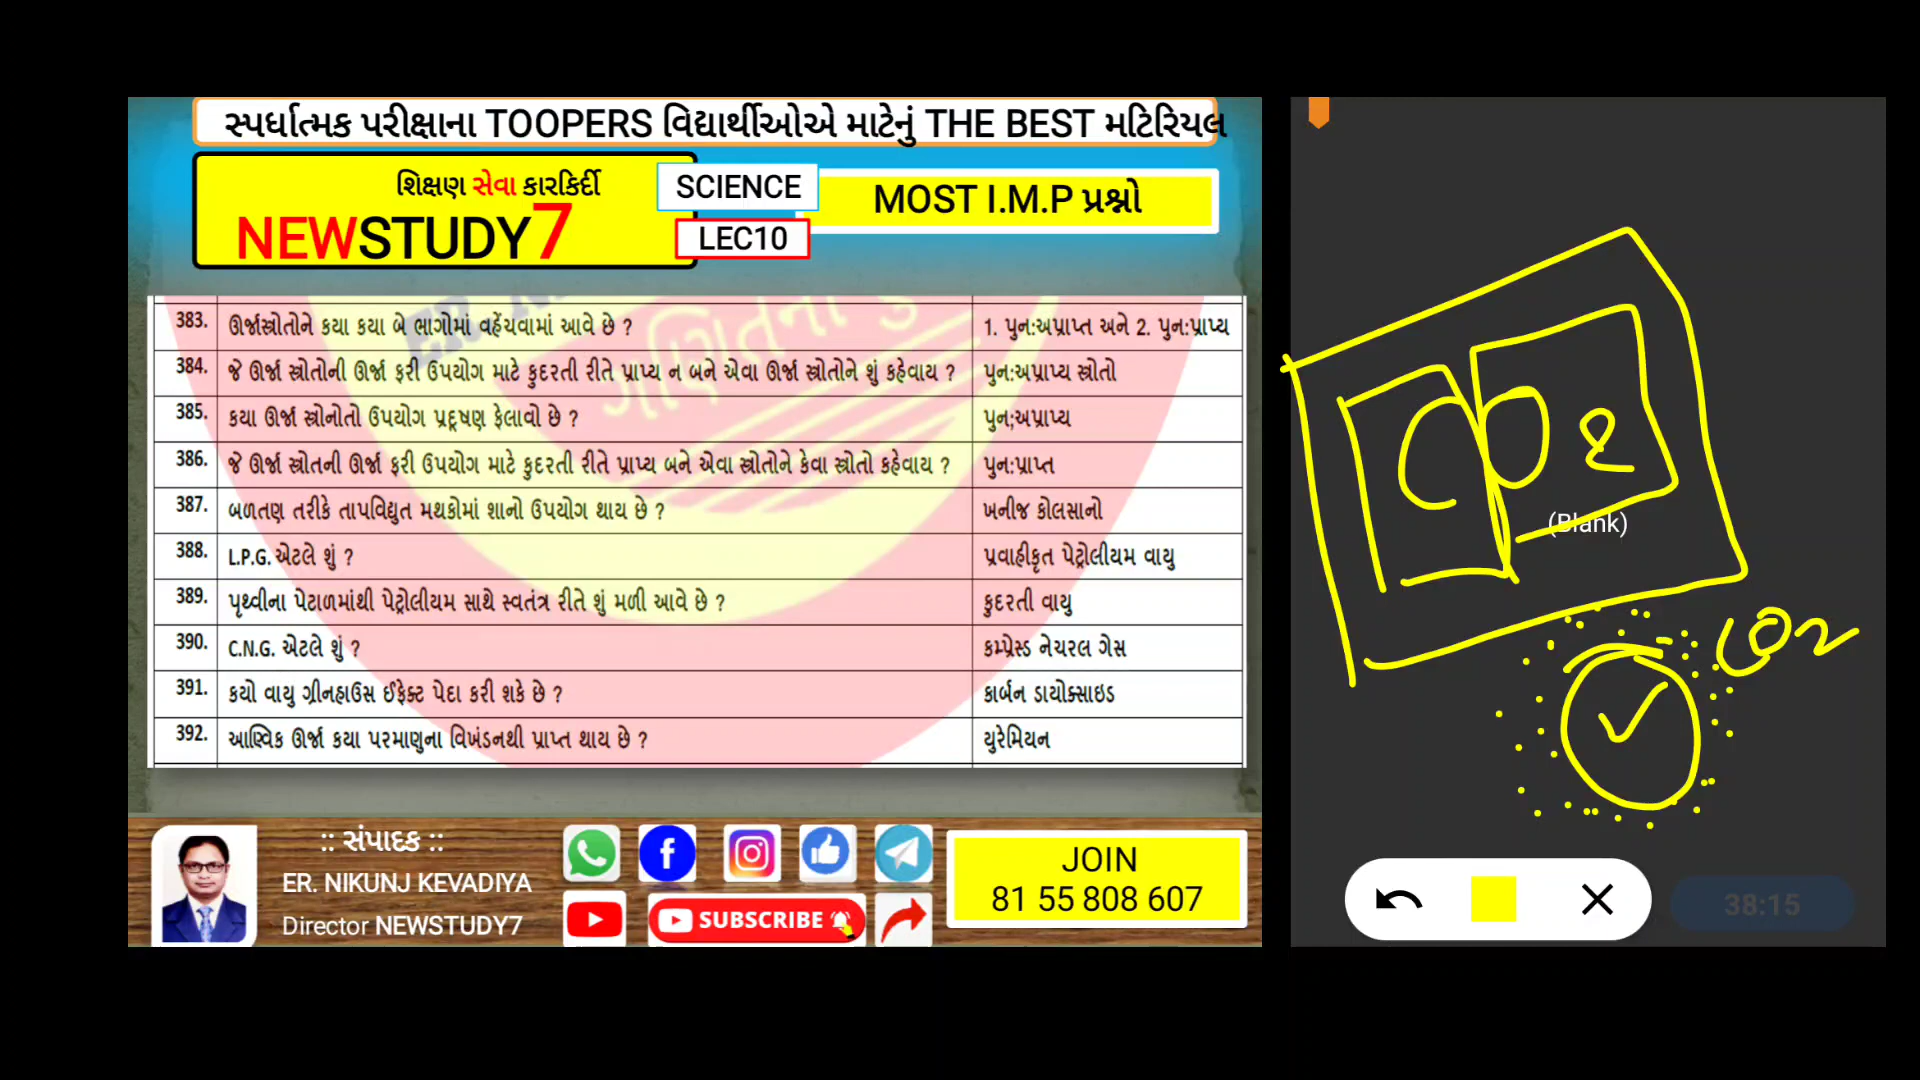 સ્પર્ધાત્મક પરીક્ષાના TOOPERS વિદ્યાર્થીઓએ માટેનું THE BEST મટિરિયલ
શિક્ષણ સેવા કારકિર્દી
NEWSTUDY7
SCIENCE
LEC10
MOST I.M.P પ્રશ્નો
383. ઊર્જાસ્ત્રોતોને કયા કયા બે ભાગોમાં વહેંચવામાં આવે છે ? 1. પુન:અપ્રાપ્ત અને 2. પુન:પ્રાપ્ય
384. જે ઊર્જા સ્ત્રોતોની ઊર્જા ફરી ઉપયોગ માટે કુદરતી રીતે પ્રાપ્ય ન બને એવા ઊર્જા સ્ત્રોતોને શું કહેવાય ? પુન:અપ્રાપ્ય સ્ત્રોતો
385. કયા ઊર્જા સ્ત્રોનોતો ઉપયોગ પ્રદૂષણ ફેલાવો છે ? પુન;અપ્રાપ્ય
386. જે ઊર્જા સ્ત્રોતની ઊર્જા ફરી ઉપયોગ માટે કુદરતી રીતે પ્રાપ્ય બને એવા સ્ત્રોતોને કેવા સ્ત્રોતો કહેવાય ? પુન:પ્રાપ્ત
387. બળતણ તરીકે તાપવિદ્યુત મથકોમાં શાનો ઉપયોગ થાય છે ? ખનીજ કોલસાનો
388. L.P.G. એટલે શું ? પ્રવાહીકૃત પેટ્રોલીયમ વાયુ
389. પૃથ્વીના પેટાળમાંથી પેટ્રોલીયમ સાથે સ્વતંત્ર રીતે શું મળી આવે છે ? કુદરતી વાયુ
390. C.N.G. એટલે શું ? કમ્પ્રેસ્ડ નેચરલ ગેસ
391. કયો વાયુ ગ્રીનહાઉસ ઈફેક્ટ પેદા કરી શકે છે ? કાર્બન ડાયોક્સાઇડ
392. આણ્વિક ઊર્જા કયા પરમાણુના વિખંડનથી પ્રાપ્ત થાય છે ? યુરેમિયન
:: સંપાદક ::
ER. NIKUNJ KEVADIYA
Director NEWSTUDY7
SUBSCRIBE
JOIN
81 55 808 607
CO2
(Blank)
CO2
38:15